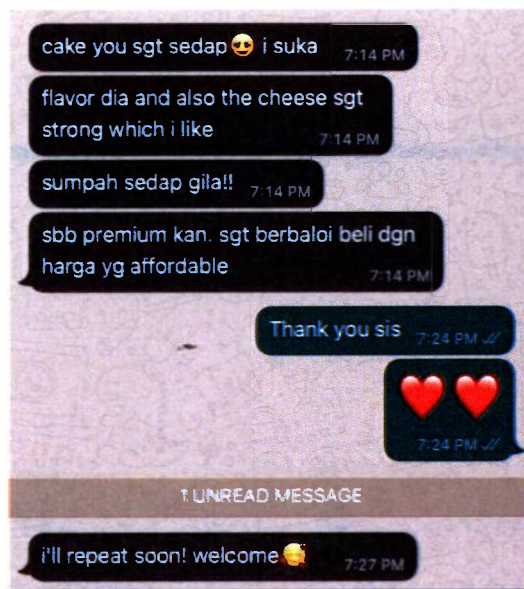 cake you sgt sedap😍 i suka 7:14 PM
flavor dia and also the cheese sgt
strong which i like 7:14 PM
sumpah sedap gila!! 7:14 PM
sbb premium kan. sgt berbaloi beli dgn
harga yg affordable 7:14 PM
Thank you sis 7:24 PM
❤️❤️
7:24 PM
1 UNREAD MESSAGE
i'll repeat soon! welcome🥰 7:27 PM